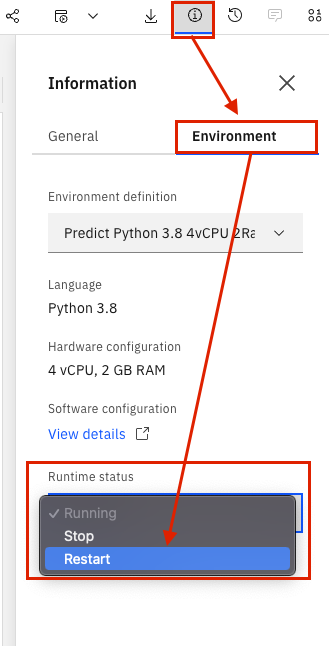 Information
General
Environment
Environment definition
Predict Python 3.8 4vCPU 2Ra
Language
Python 3.8
Hardware configuration
4 vCPU, 2 GB RAM
Software configuration
View details
Runtime status
Running
Stop
Restart